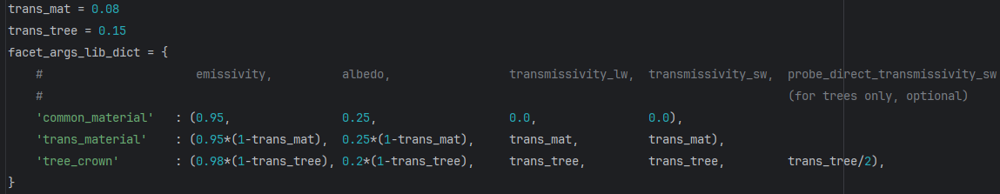 trans_mat = 0.08
trans_tree = 0.15
facet_args_lib_dict = {
    #                     emissivity,          albedo,                 transmissivity_lw,  transmissivity_sw,  probe_direct_transmissivity_sw
    #                                                                                                          (for trees only, optional)
    'common_material'   : (0.95,               0.25,                   0.0,                0.0),
    'trans_material'    : (0.95*(1-trans_mat),  0.25*(1-trans_mat),     trans_mat,          trans_mat),
    'tree_crown'        : (0.98*(1-trans_tree), 0.2*(1-trans_tree),     trans_tree,         trans_tree,         trans_tree/2),
}